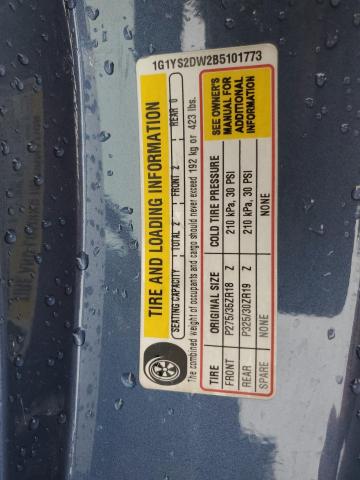 1G1YS2DW2B5101773
TIRE AND LOADING INFORMATION
SEATING CAPACITY TOTAL 2 FRONT 2 REAR 0
The combined weight of occupants and cargo should never exceed 192 kg or 423 lbs.
TIRE ORIGINAL SIZE COLD TIRE PRESSURE
FRONT P275/35ZR18 Z 210 kPa, 30 PSI
REAR P325/30ZR19 Z 210 kPa, 30 PSI
SPARE NONE NONE
SEE OWNER'S
MANUAL FOR
ADDITIONAL
INFORMATION